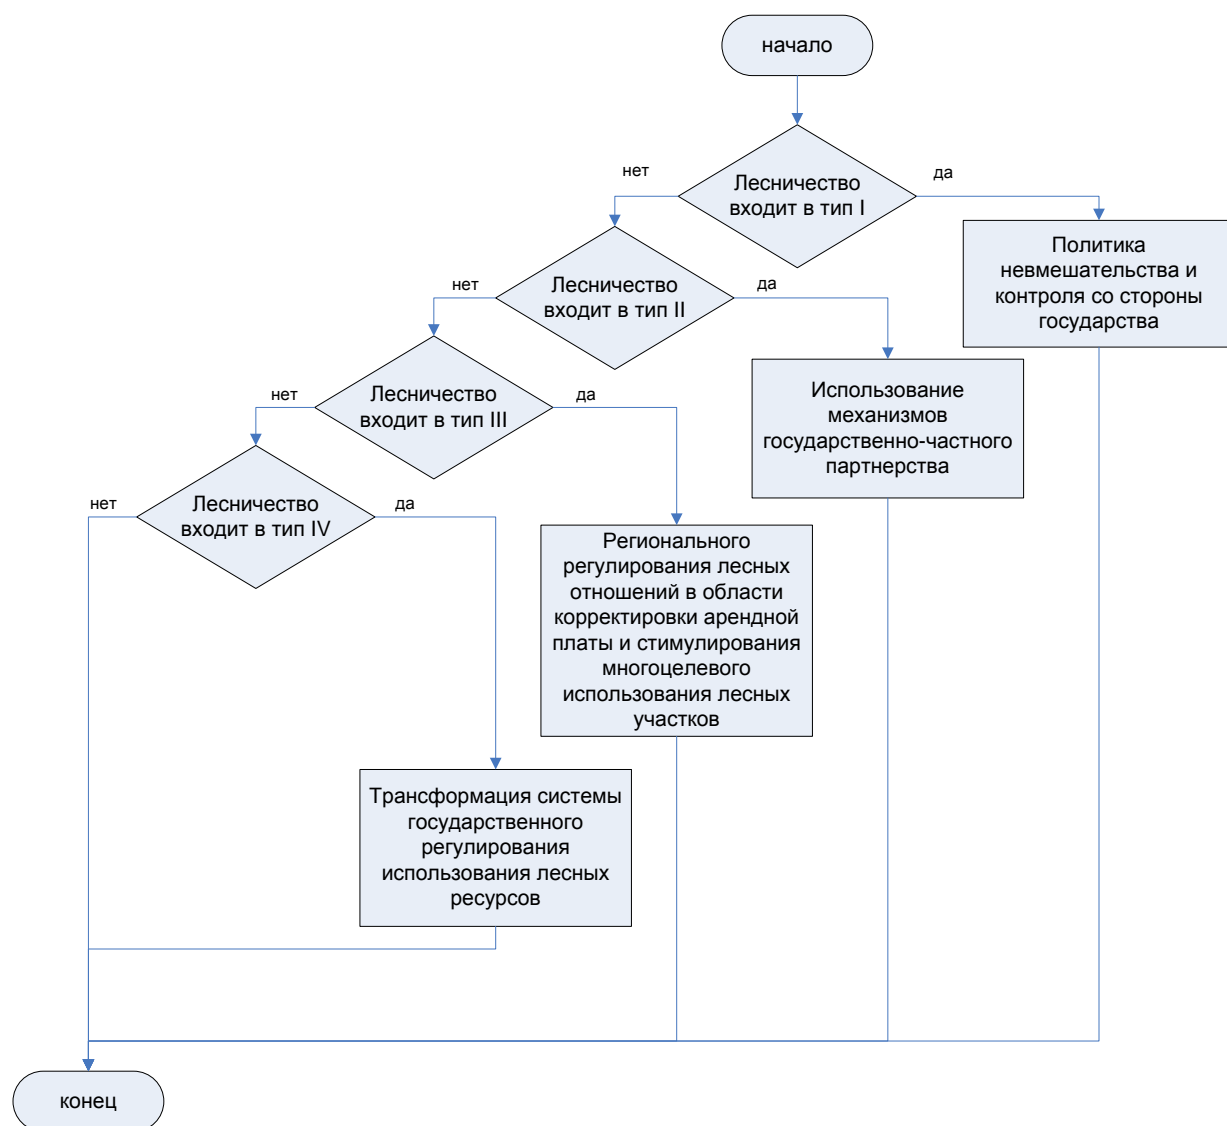 начало
нет
да
Лесничество
входит в тип I
Политика
невмешательства и
контроля со стороны
государства
нет
да
Лесничество
входит в тип II
Использование
механизмов
государственно-частного
партнерства
нет
да
Лесничество
входит в тип III
Регионального
регулирования лесных
отношений в области
корректировки арендной
платы и стимулирования
многоцелевого
использования лесных
участков
нет
да
Лесничество
входит в тип IV
Трансформация системы
государственного
регулирования
использования лесных
ресурсов
конец